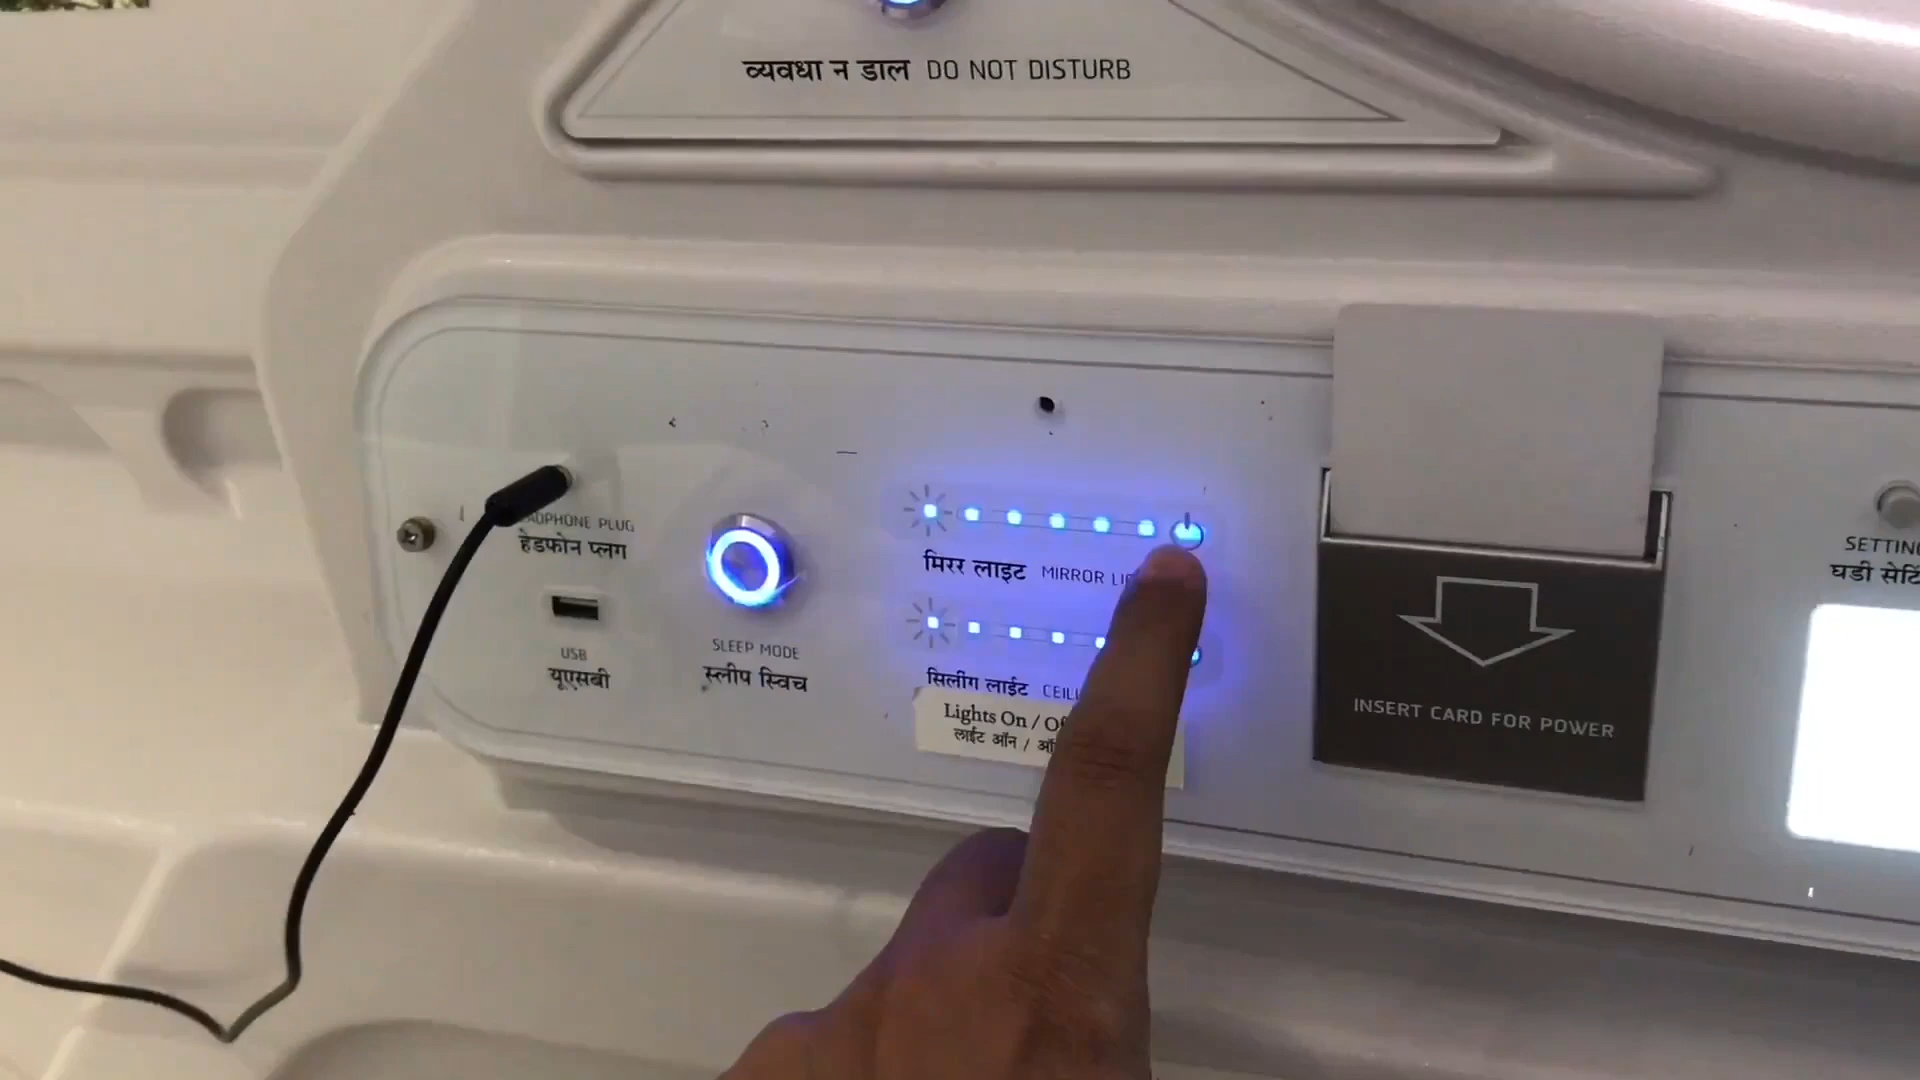 व्यवधा न डाल DO NOT DISTURB
PLUG
हेडफोन प्लग
USB
यूएसबी
SLEEP MODE
स्लीप स्विच
मिरर लाइट MIRROR
सिलींग लाईट
Lights On /
लाईट ऑन /
INSERT CARD FOR POWER
घडी